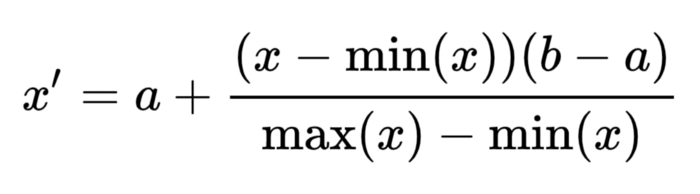 x′ = a + (x − min(x))(b − a) / max(x) − min(x)